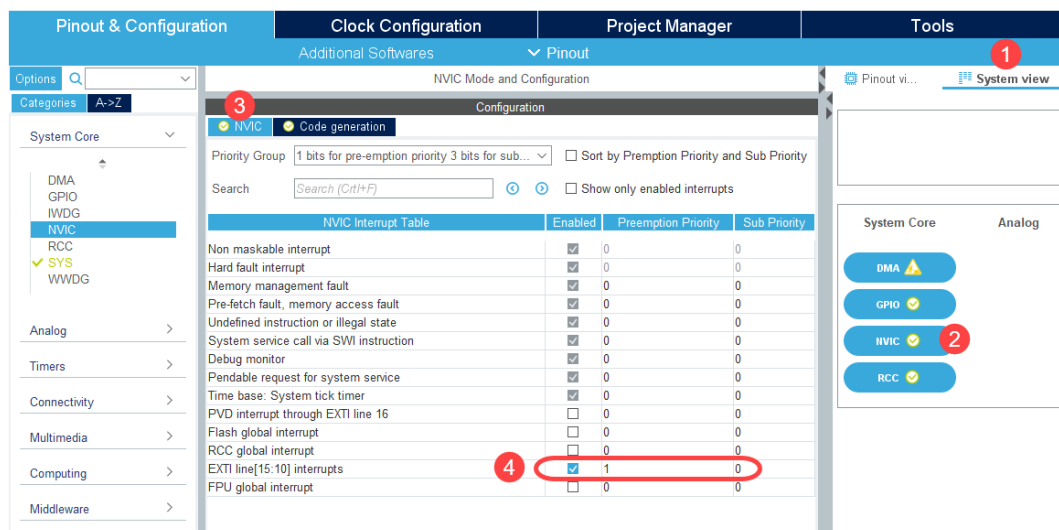 Pinout & Configuration Clock Configuration Project Manager Tools
Additional Softwares Pinout
1
Options
NVIC Mode and Configuration
Pinout vi... System view
Categories A->Z
3
Configuration
System Core
NVIC Code generation
Priority Group 1 bits for pre-emption priority 3 bits for sub... Sort by Premption Priority and Sub Priority
Search Search (CrtI+F) Show only enabled interrupts
DMA
GPIO
IWDG
NVIC
RCC
SYS
WWDG
Analog
Timers
Connectivity
Multimedia
Computing
Middleware
NVIC Interrupt Table Enabled Preemption Priority Sub Priority
Non maskable interrupt 0 0
Hard fault interrupt 0 0
Memory management fault 0 0
Pre-fetch fault, memory access fault 0 0
Undefined instruction or illegal state 0 0
System service call via SWI instruction 0 0
Debug monitor 0 0
Pendable request for system service 0 0
Time base: System tick timer 0 0
PVD interrupt through EXTI line 16 0 0
Flash global interrupt 0 0
RCC global interrupt 0 0
EXTI line[15:10] interrupts 4 1 0
FPU global interrupt 0 0
System Core Analog
DMA
GPIO
NVIC 2
RCC